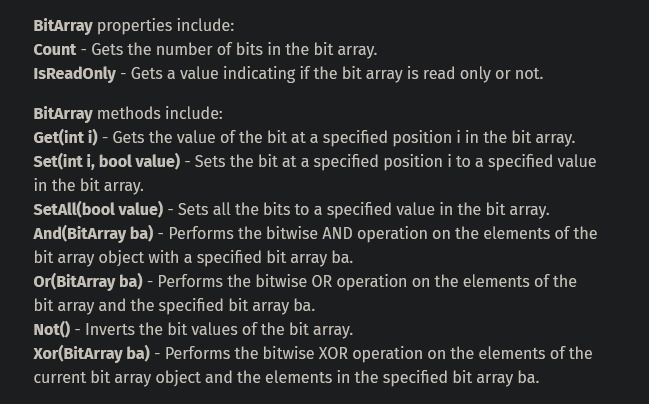 BitArray properties include:
Count - Gets the number of bits in the bit array.
IsReadOnly - Gets a value indicating if the bit array is read only or not.
BitArray methods include:
Get(int i) - Gets the value of the bit at a specified position i in the bit array.
Set(int i, bool value) - Sets the bit at a specified position i to a specified value
in the bit array.
SetAll(bool value) - Sets all the bits to a specified value in the bit array.
And(BitArray ba) - Performs the bitwise AND operation on the elements of the
bit array object with a specified bit array ba.
Or(BitArray ba) - Performs the bitwise OR operation on the elements of the
bit array and the specified bit array ba.
Not() - Inverts the bit values of the bit array.
Xor(BitArray ba) - Performs the bitwise XOR operation on the elements of the
current bit array object and the elements in the specified bit array ba.